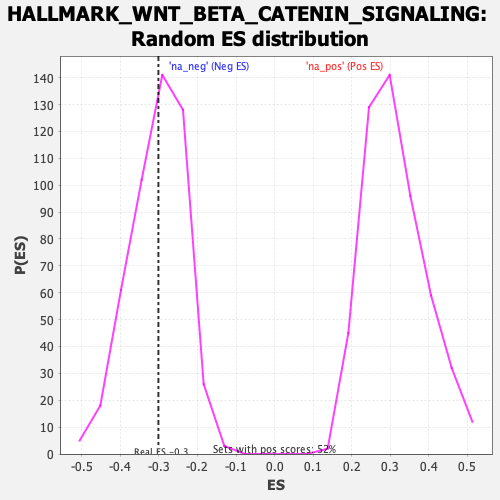 HALLMARK_WNT_BETA_CATENIN_SIGNALING:
Random ES distribution
'na_neg' (Neg ES)
'na_pos' (Pos ES)
140
130
120
110
100
90
80
70
60
50
40
30
20
10
0
P(ES)
Real ES -0.3
Sets with pos scores: 52%
-0.5 -0.4 -0.3 -0.2 -0.1 0.0 0.1 0.2 0.3 0.4 0.5
ES